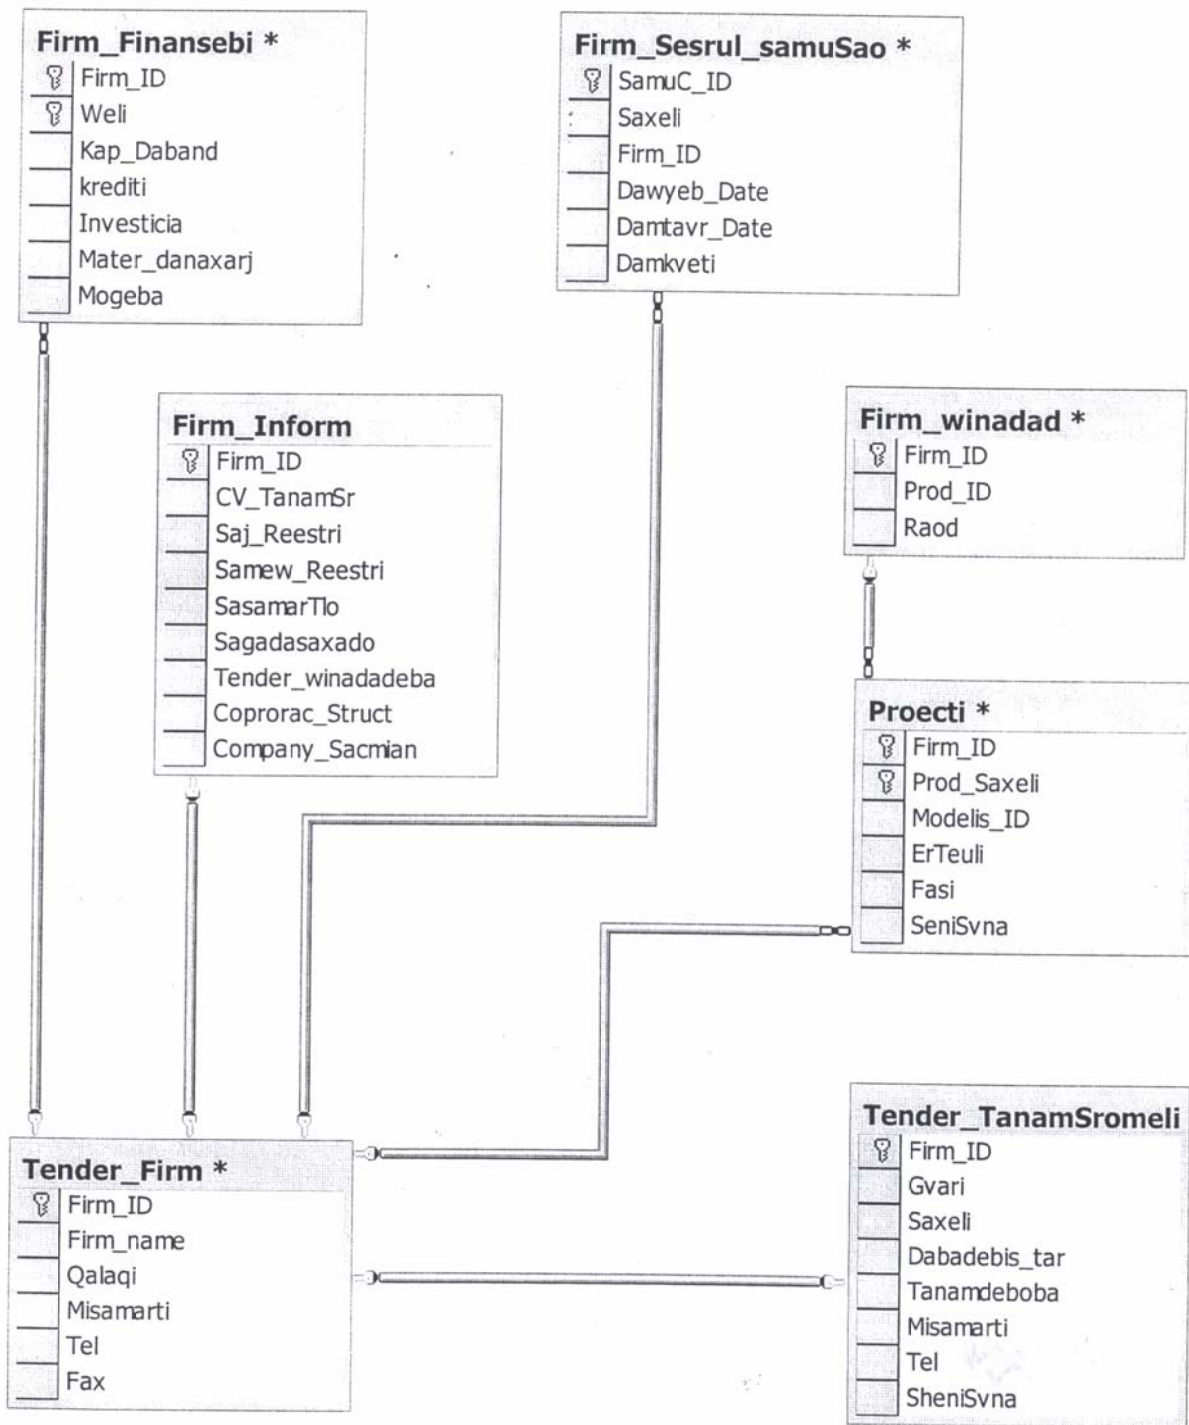 Firm_Finansebi *
Firm_ID
Weli
Kap_Daband
krediti
Investicia
Mater_danaxarj
Mogeba
Firm_Sesrul_samuSao *
SamuC_ID
Saxeli
Firm_ID
Dawyeb_Date
Damtavr_Date
Damkveti
Firm_Inform
Firm_ID
CV_TanamSr
Saj_Reestri
Samew_Reestri
SasamarTlo
Sagadasaxado
Tender_winadadeba
Coprorac_Struct
Company_Sacmian
Firm_winadad *
Firm_ID
Prod_ID
Raod
Proecti *
Firm_ID
Prod_Saxeli
Modelis_ID
ErTeuli
Fasi
SeniSvna
Tender_Firm *
Firm_ID
Firm_name
Qalaqi
Misamarti
Tel
Fax
Tender_TanamSromeli
Firm_ID
Gvari
Saxeli
Dabadebis_tar
Tanamdeboba
Misamarti
Tel
SheniSvna